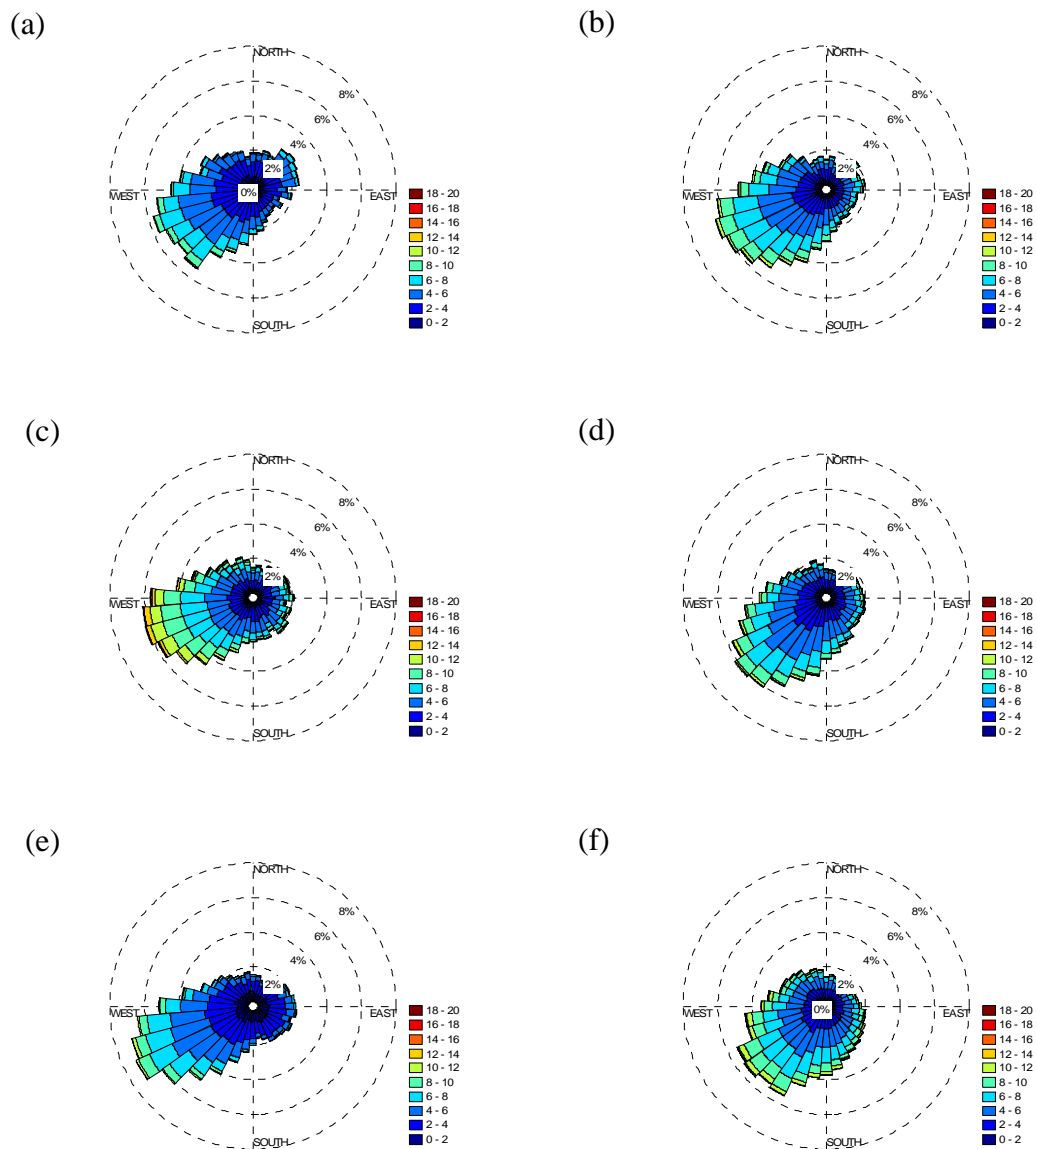 (a)
NORTH
8%
6%
4%
2%
0%
WEST
EAST
SOUTH
18 - 20
16 - 18
14 - 16
12 - 14
10 - 12
8 - 10
6 - 8
4 - 6
2 - 4
0 - 2
(b)
NORTH
8%
6%
4%
2%
WEST
EAST
SOUTH
18 - 20
16 - 18
14 - 16
12 - 14
10 - 12
8 - 10
6 - 8
4 - 6
2 - 4
0 - 2
(c)
NORTH
8%
6%
4%
2%
WEST
EAST
SOUTH
18 - 20
16 - 18
14 - 16
12 - 14
10 - 12
8 - 10
6 - 8
4 - 6
2 - 4
0 - 2
(d)
NORTH
8%
6%
4%
2%
WEST
EAST
SOUTH
18 - 20
16 - 18
14 - 16
12 - 14
10 - 12
8 - 10
6 - 8
4 - 6
2 - 4
0 - 2
(e)
NORTH
8%
6%
4%
2%
WEST
EAST
SOUTH
18 - 20
16 - 18
14 - 16
12 - 14
10 - 12
8 - 10
6 - 8
4 - 6
2 - 4
0 - 2
(f)
NORTH
8%
6%
4%
2%
0%
WEST
EAST
SOUTH
18 - 20
16 - 18
14 - 16
12 - 14
10 - 12
8 - 10
6 - 8
4 - 6
2 - 4
0 - 2